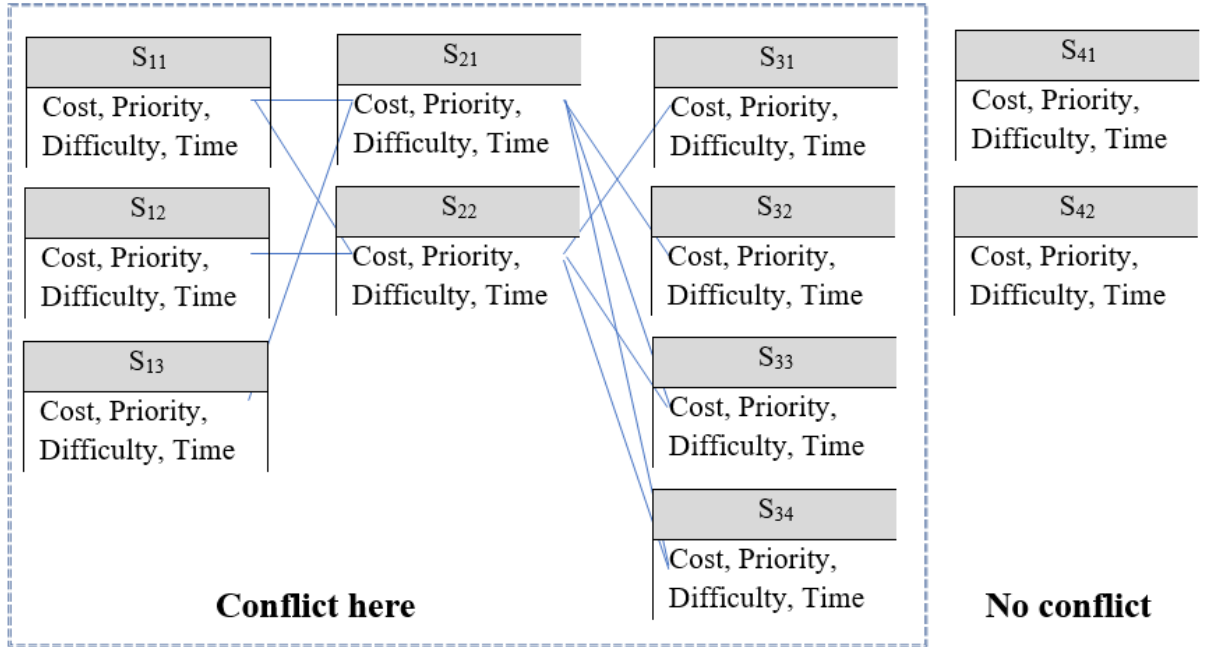 S₁₁
Cost, Priority,
Difficulty, Time
S₁₂
Cost, Priority,
Difficulty, Time
S₁₃
Cost, Priority,
Difficulty, Time
S₂₁
Cost, Priority,
Difficulty, Time
S₂₂
Cost, Priority,
Difficulty, Time
S₃₁
Cost, Priority,
Difficulty, Time
S₃₂
Cost, Priority,
Difficulty, Time
S₃₃
Cost, Priority,
Difficulty, Time
S₃₄
Cost, Priority,
Difficulty, Time
Conflict here
S₄₁
Cost, Priority,
Difficulty, Time
S₄₂
Cost, Priority,
Difficulty, Time
No conflict